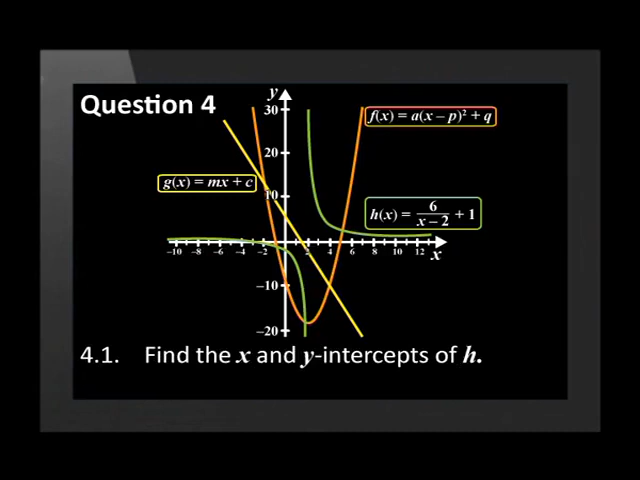 Question 4
y
30
f(x) = a(x – p)² + q
20
g(x) = mx + c
10
h(x) = 6/(x – 2) + 1
–10 –8 –6 –4 –2 2 4 6 8 10 12
x
–10
–20
4.1. Find the x and y-intercepts of h.